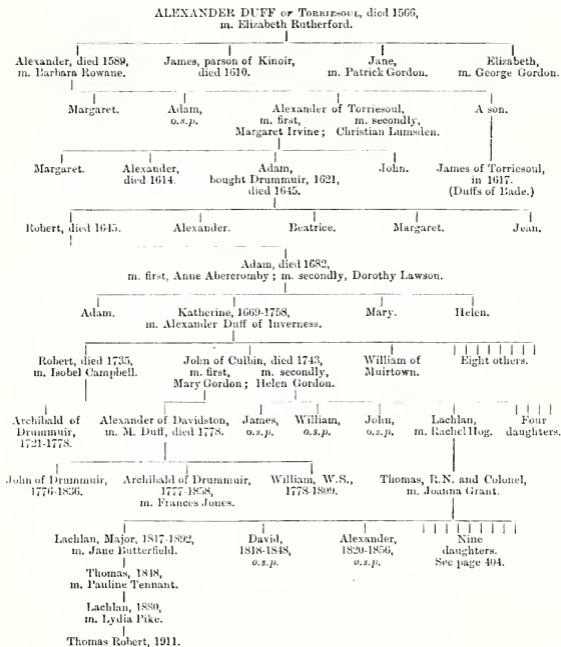 ALEXANDER DUFF OF TORRIESOUL, died 1566,
m. Elizabeth Rutherford.
Alexander, died 1589, James, parson of Kinoir, Jane, Elizabeth,
m. Barbara Rowane. died 1610. m. Patrick Gordon. m. George Gordon.
Margaret. Adam, Alexander of Torriesoul, A son.
o.s.p. m. first, m. secondly,
Margaret Irvine; Christian Lumsden.
Margaret. Alexander, Adam, John. James of Torriesoul,
died 1614. bought Drummuir, 1621, in 1617.
died 1645. (Duffs of Bade.)
Robert, died 1645. Alexander. Beatrice. Margaret. Jean.
Adam, died 1682,
m. first, Anne Abercromby; m. secondly, Dorothy Lawson.
Adam. Katherine, 1669-1758, Mary. Helen.
m. Alexander Duff of Inverness.
Robert, died 1735, John of Culbin, died 1743, William of Eight others.
m. Isobel Campbell. m. first, m. secondly, Muirtown.
Mary Gordon; Helen Gordon.
Archibald of Alexander of Davidston, James, William, John, Lachlan, Four
Drummuir, m. M. Duff, died 1778. o.s.p. o.s.p. o.s.p. m. Rachel Hog. daughters.
1721-1778.
John of Drummuir, Archibald of Drummuir, William, W.S., Thomas, R.N. and Colonel,
1776-1836. 1777-1858, 1778-1809. m. Joanna Grant.
m. Frances Jones.
Lachlan, Major, 1817-1892, David, Alexander, Nine
m. Jane Butterfield. 1818-1848, 1820-1856, daughters.
o.s.p. o.s.p. See page 404.
Thomas, 1848,
m. Pauline Tennant.
Lachlan, 1880,
m. Lydia Pike.
Thomas Robert, 1911.